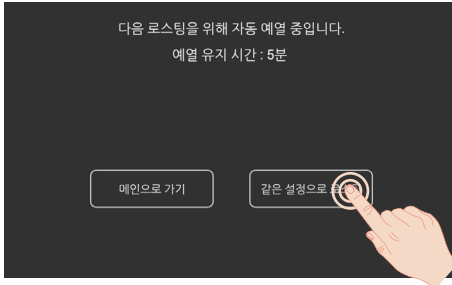 다음 로스팅을 위해 자동 예열 중입니다.
예열 유지 시간 : 5분
메인으로 가기
같은 설정으로